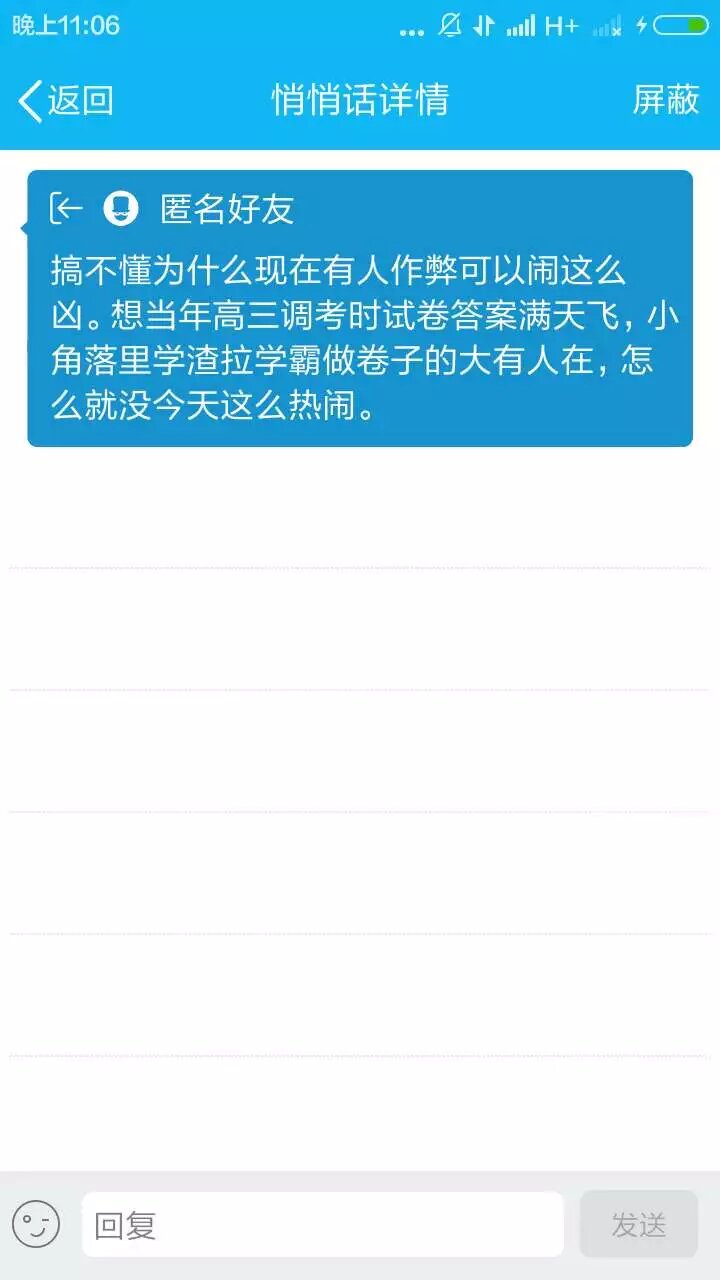 晚上11:06
H+
返回
悄悄话详情
屏蔽
匿名好友
搞不懂为什么现在有人作弊可以闹这么
凶。想当年高三调考时试卷答案满天飞，小
角落里学渣拉学霸做卷子的大有人在，怎
么就没今天这么热闹。
回复
发送